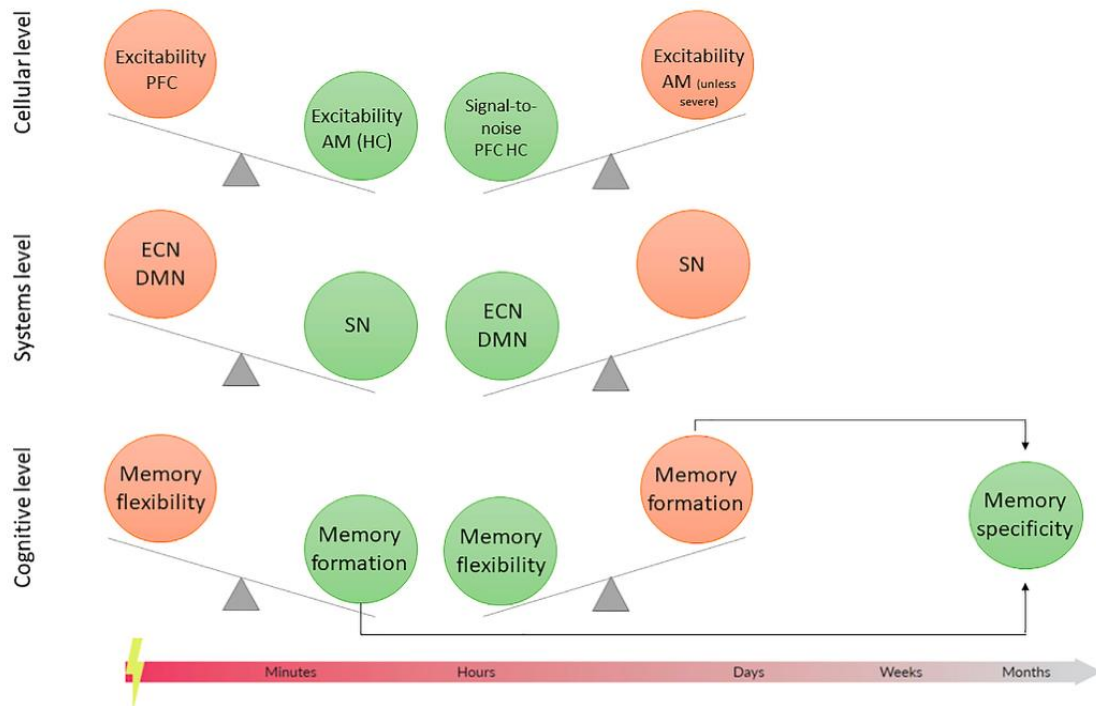 Cellular level
Excitability
PFC
Excitability
AM (HC)
Signal-to-
noise
PFC HC
Excitability
AM (unless
severe)
Systems level
ECN
DMN
SN
ECN
DMN
SN
Cognitive level
Memory
flexibility
Memory
formation
Memory
flexibility
Memory
formation
Memory
specificity
Minutes
Hours
Days
Weeks
Months